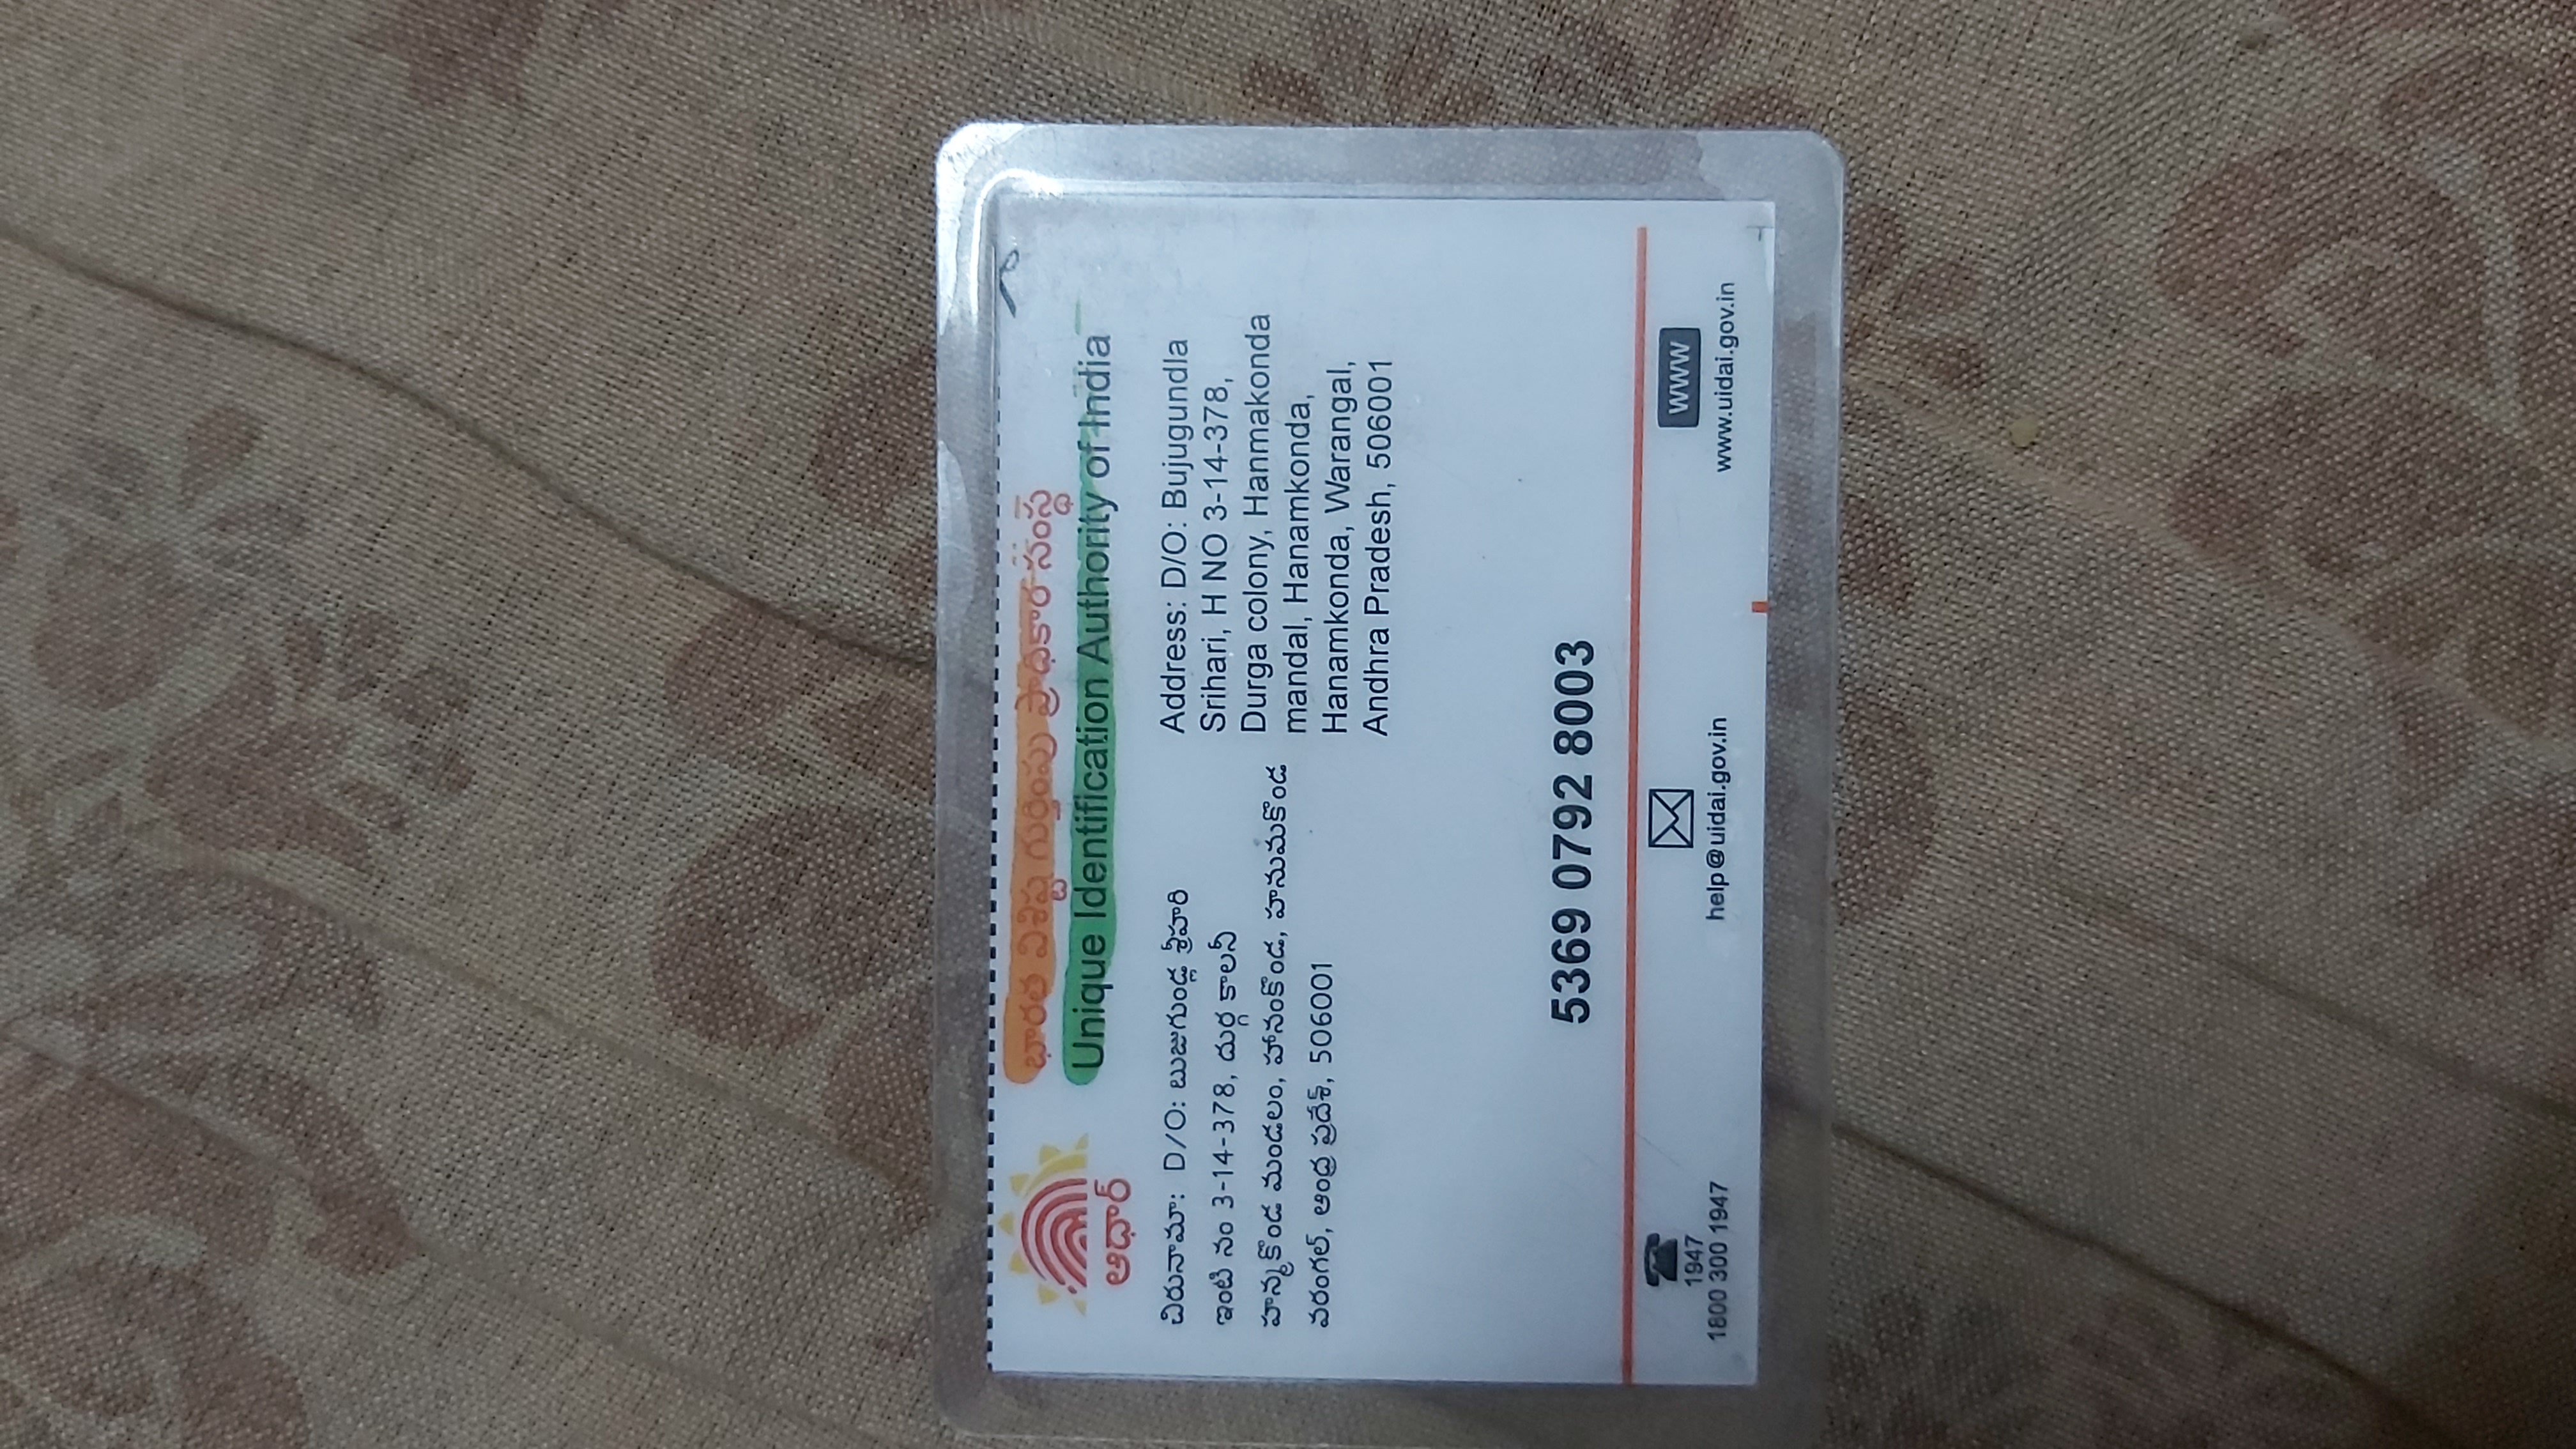 భారత విశిష్ట గుర్తింపు ప్రాధికార సంస్థ
Unique Identification Authority of India
ఆధార్
చిరునామా: D/O: బుజుగుండ్ల శ్రీహరి
ఇంటి నం 3-14-378, దుర్గ కాలనీ
హన్మకొండ మండలం, హనంకొండ, హనుమకొండ
వరంగల్, ఆంధ్ర ప్రదేశ్, 506001
Address: D/O: Bujugundla
Srihari, H NO 3-14-378,
Durga colony, Hanmakonda
mandal, Hanamkonda,
Hanamkonda, Warangal,
Andhra Pradesh, 506001
5369 0792 8003
1947
1800 300 1947
help@uidai.gov.in
WWW
www.uidai.gov.in